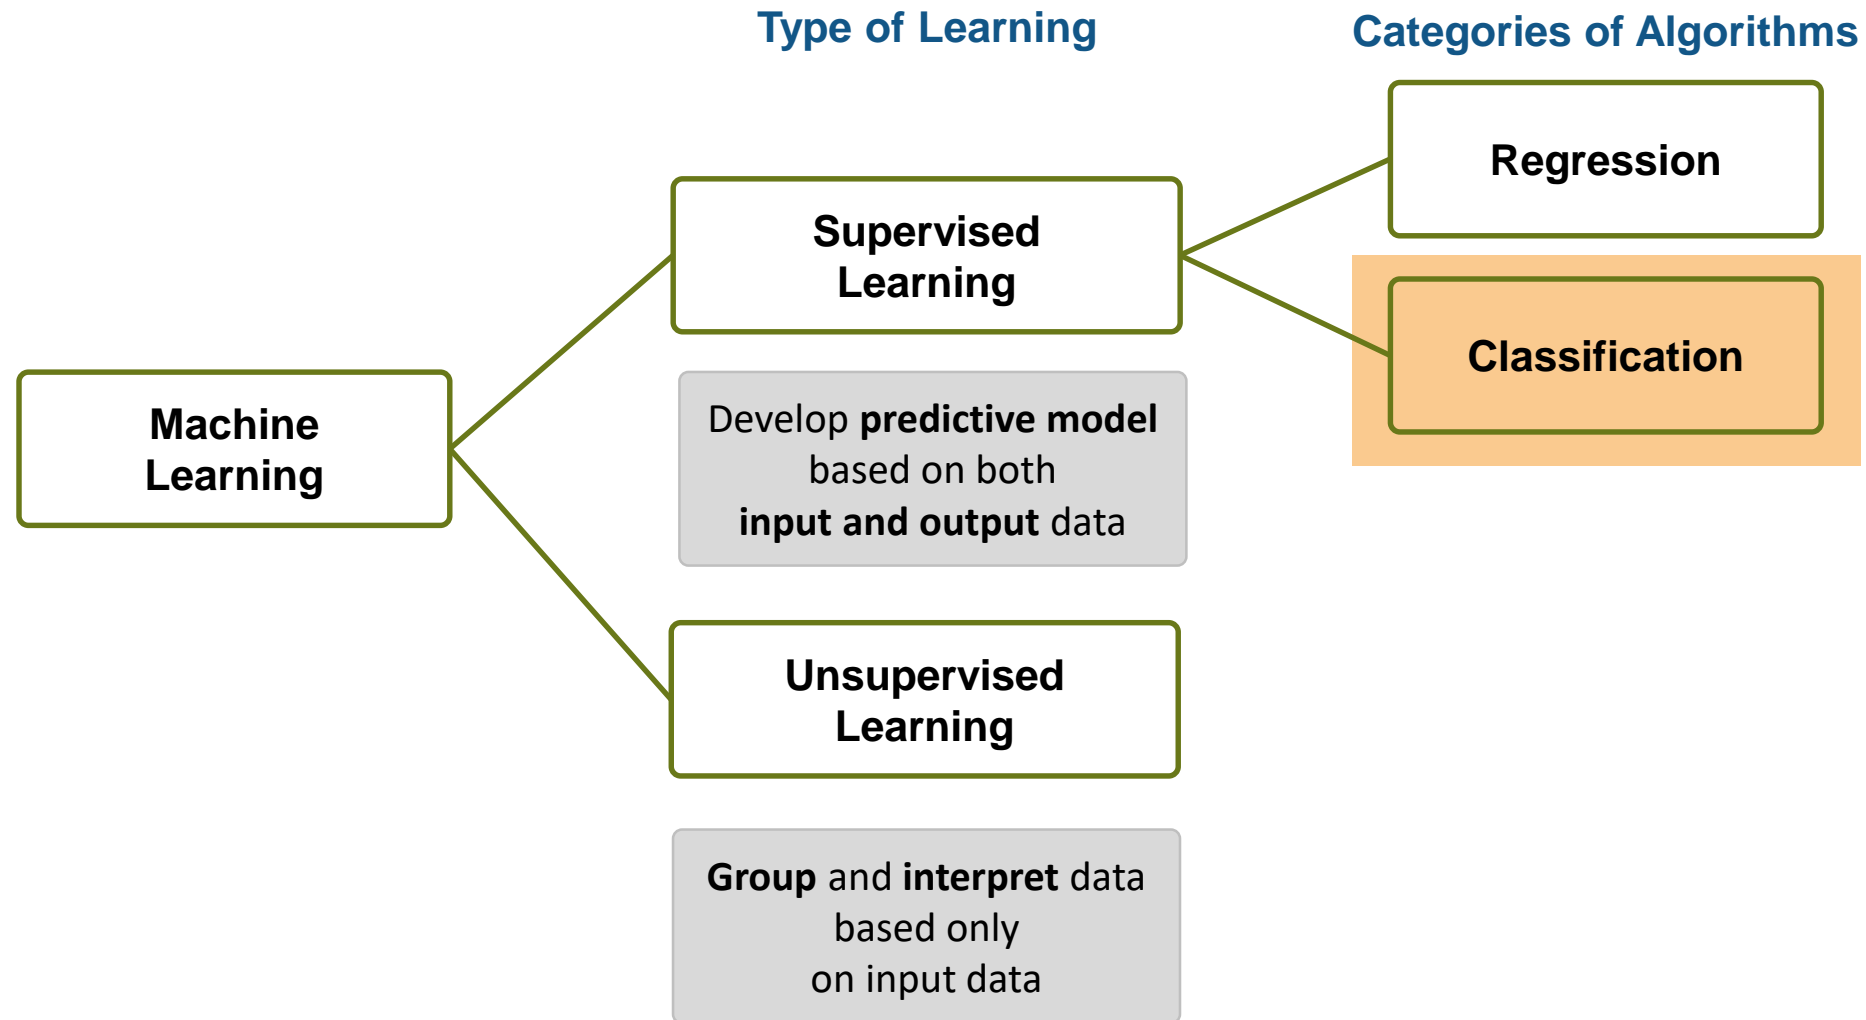 Type of Learning
Categories of Algorithms
Regression
Supervised
Learning
Classification
Machine
Learning
Develop predictive model
based on both
input and output data
Unsupervised
Learning
Group and interpret data
based only
on input data